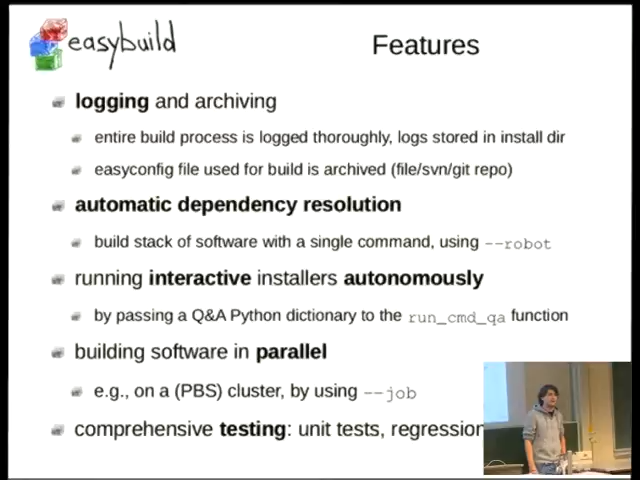 easybuild
Features
logging and archiving
entire build process is logged thoroughly, logs stored in install dir
easyconfig file used for build is archived (file/svn/git repo)
automatic dependency resolution
build stack of software with a single command, using --robot
running interactive installers autonomously
by passing a Q&A Python dictionary to the run_cmd_qa function
building software in parallel
e.g., on a (PBS) cluster, by using --job
comprehensive testing: unit tests, regression